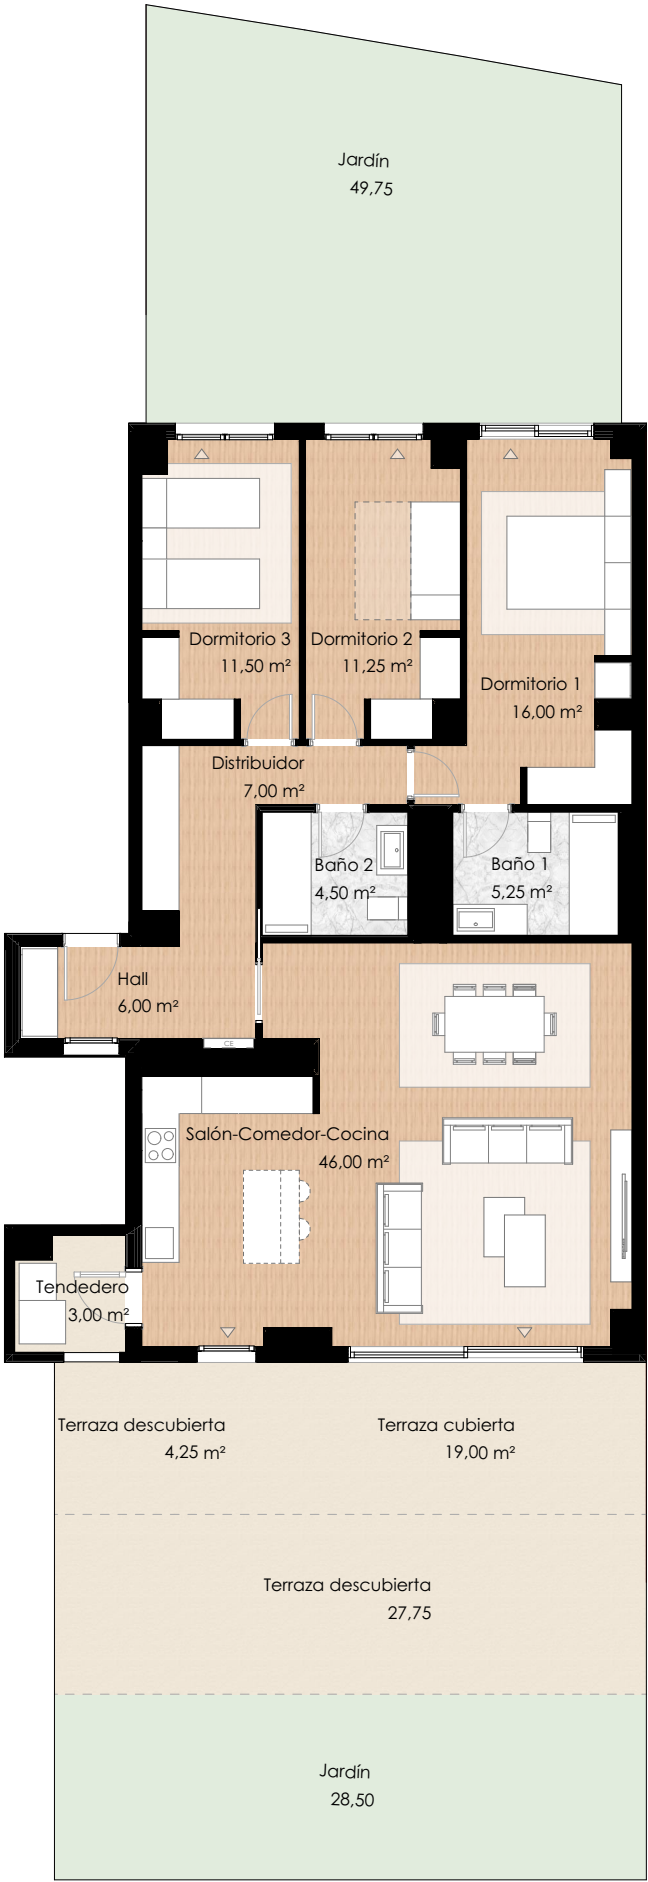 Jardín
49,75
Dormitorio 3
11,50 m²
Dormitorio 2
11,25 m²
Dormitorio 1
16,00 m²
Distribuidor
7,00 m²
Baño 2
4,50 m²
Baño 1
5,25 m²
Hall
6,00 m²
CE
Salón-Comedor-Cocina
46,00 m²
Tendedero
3,00 m²
Terraza descubierta
4,25 m²
Terraza cubierta
19,00 m²
Terraza descubierta
27,75
Jardín
28,50